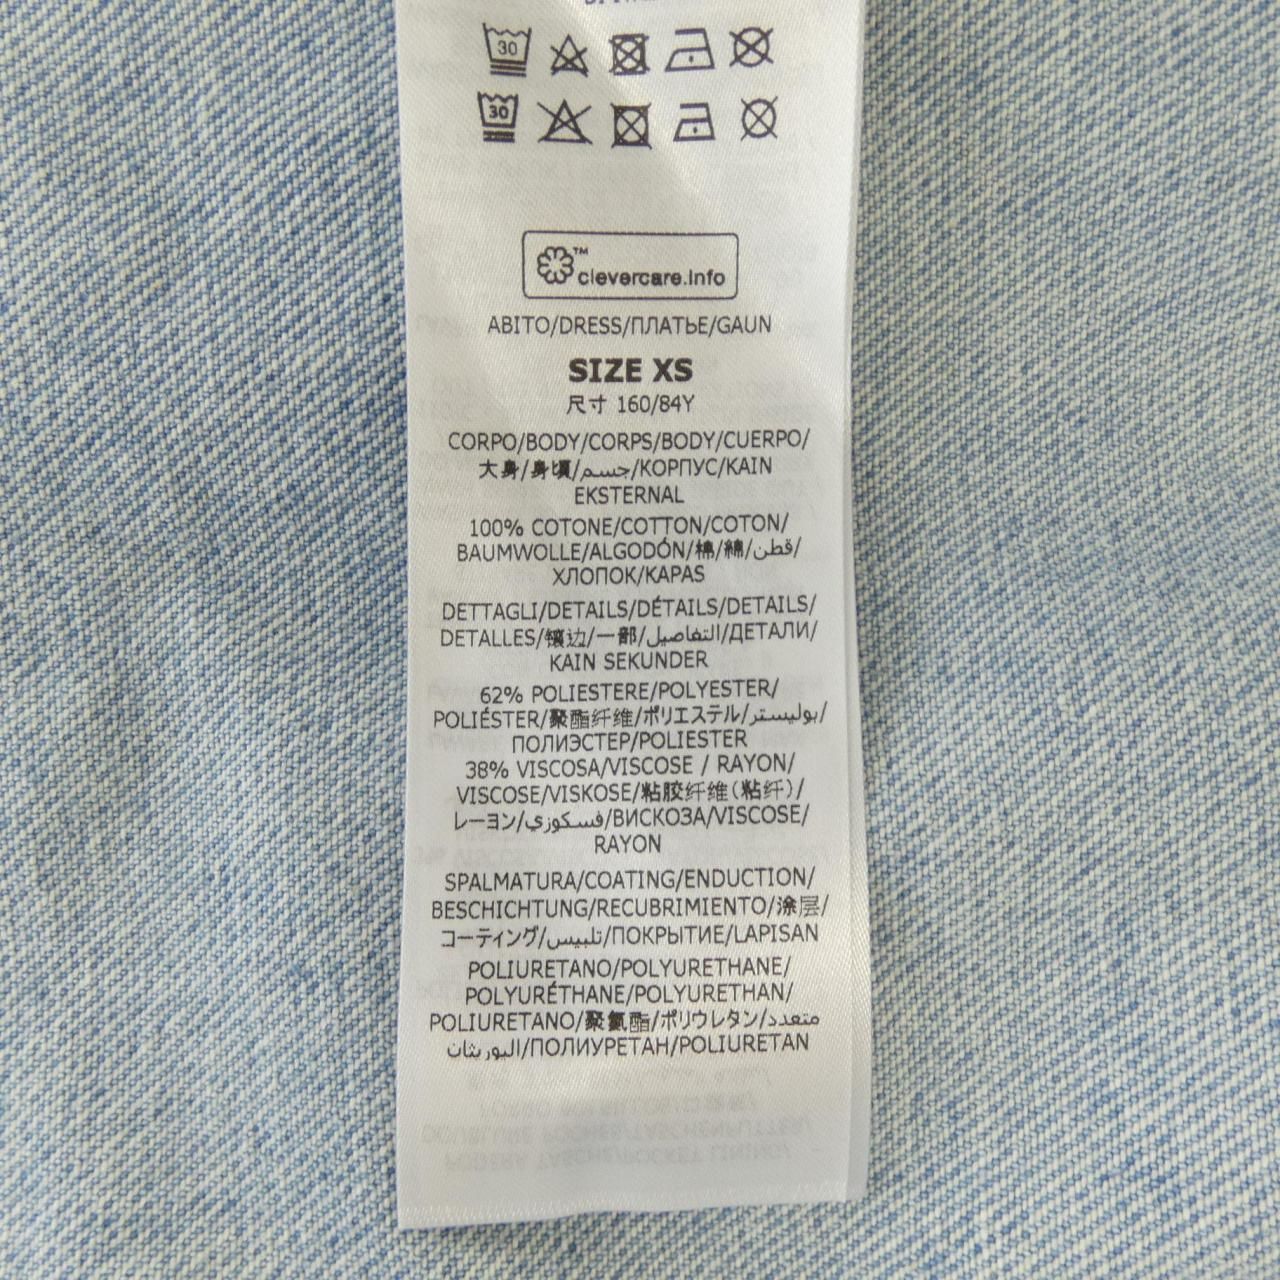 30
30
™
clevercare.info
ABITO/DRESS/ПЛАТЬЕ/GAUN
SIZE XS
尺寸 160/84Y
CORPO/BODY/CORPS/BODY/CUERPO/
大身/身頃/جسم/КОРПУС/KAIN
EKSTERNAL
100% COTONE/COTTON/COTON/
BAUMWOLLE/ALGODÓN/棉/綿/قطن/
ХЛОПОК/KAPAS
DETTAGLI/DETAILS/DÉTAILS/DETAILS/
DETALLES/镶边/一部/التفاصيل/ДЕТАЛИ/
KAIN SEKUNDER
62% POLIESTERE/POLYESTER/
POLIÉSTER/聚酯纤维/ポリエステル/بوليستر/
ПОЛИЭСТЕР/POLIESTER
38% VISCOSA/VISCOSE / RAYON/
VISCOSE/VISKOSE/粘胶纤维(粘纤)/
レーヨン/فسكوزي/ВИСКОЗА/VISCOSE/
RAYON
SPALMATURA/COATING/ENDUCTION/
BESCHICHTUNG/RECUBRIMIENTO/涂层/
コーティング/تلبيس/ПОКРЫТИЕ/LAPISAN
POLIURETANO/POLYURETHANE/
POLYURÉTHANE/POLYURETHAN/
POLIURETANO/聚氨酯/ポリウレタン/متعدد
اليوريثان/ПОЛИУРЕТАН/POLIURETAN